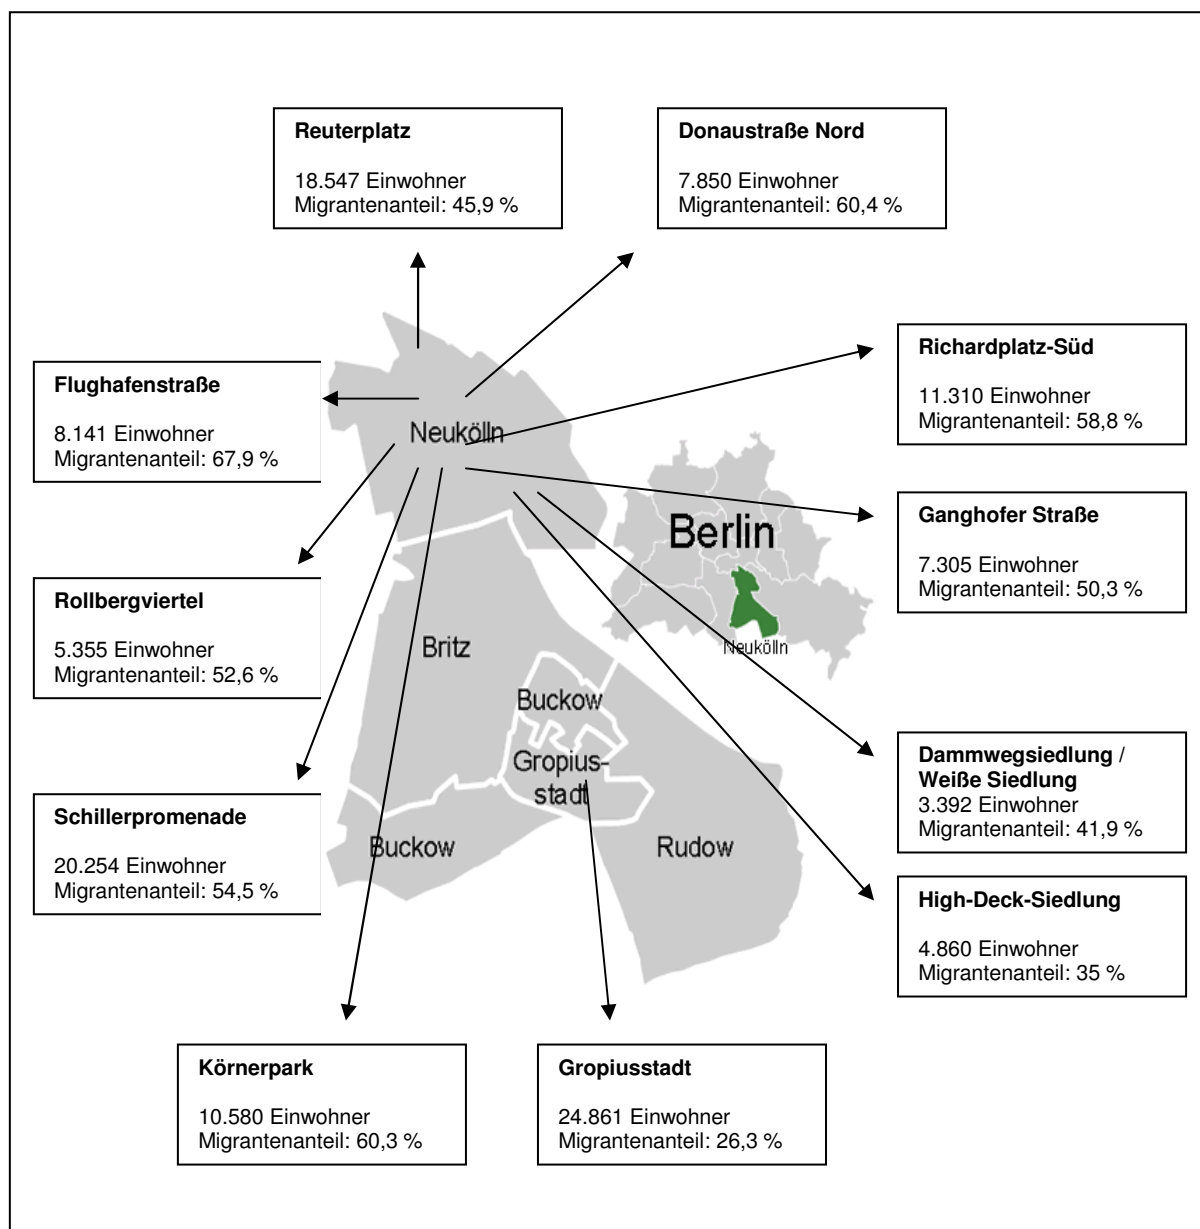 Reuterplatz
18.547 Einwohner
Migrantenanteil: 45,9 %
Donaustraße Nord
7.850 Einwohner
Migrantenanteil: 60,4 %
Flughafenstraße
8.141 Einwohner
Migrantenanteil: 67,9 %
Neukölln
Richardplatz-Süd
11.310 Einwohner
Migrantenanteil: 58,8 %
Berlin
Neukölln
Ganghofer Straße
7.305 Einwohner
Migrantenanteil: 50,3 %
Rollbergviertel
5.355 Einwohner
Migrantenanteil: 52,6 %
Britz
Buckow
Gropius-
stadt
Buckow
Rudow
Dammwegsiedlung /
Weiße Siedlung
3.392 Einwohner
Migrantenanteil: 41,9 %
Schillerpromenade
20.254 Einwohner
Migrantenanteil: 54,5 %
High-Deck-Siedlung
4.860 Einwohner
Migrantenanteil: 35 %
Körnerpark
10.580 Einwohner
Migrantenanteil: 60,3 %
Gropiusstadt
24.861 Einwohner
Migrantenanteil: 26,3 %